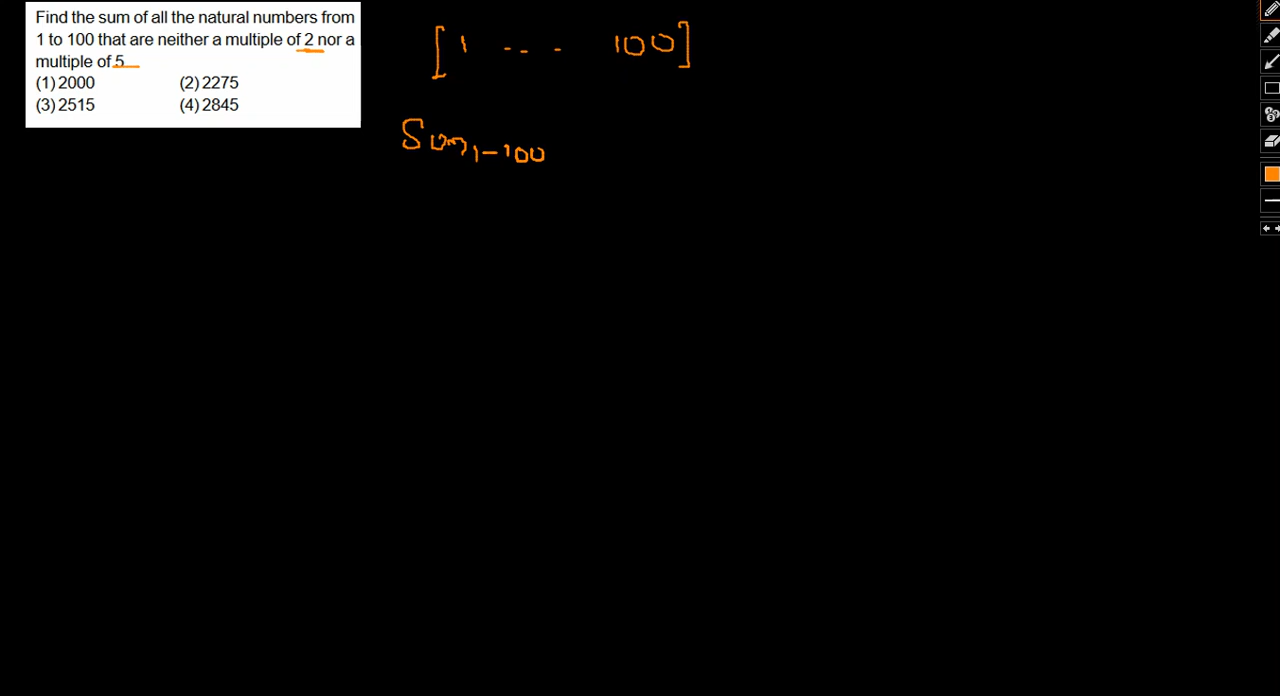 Find the sum of all the natural numbers from
1 to 100 that are neither a multiple of 2 nor a
multiple of 5
(1) 2000 (2) 2275
(3) 2515 (4) 2845
[1 --- 100]
Sum1-100